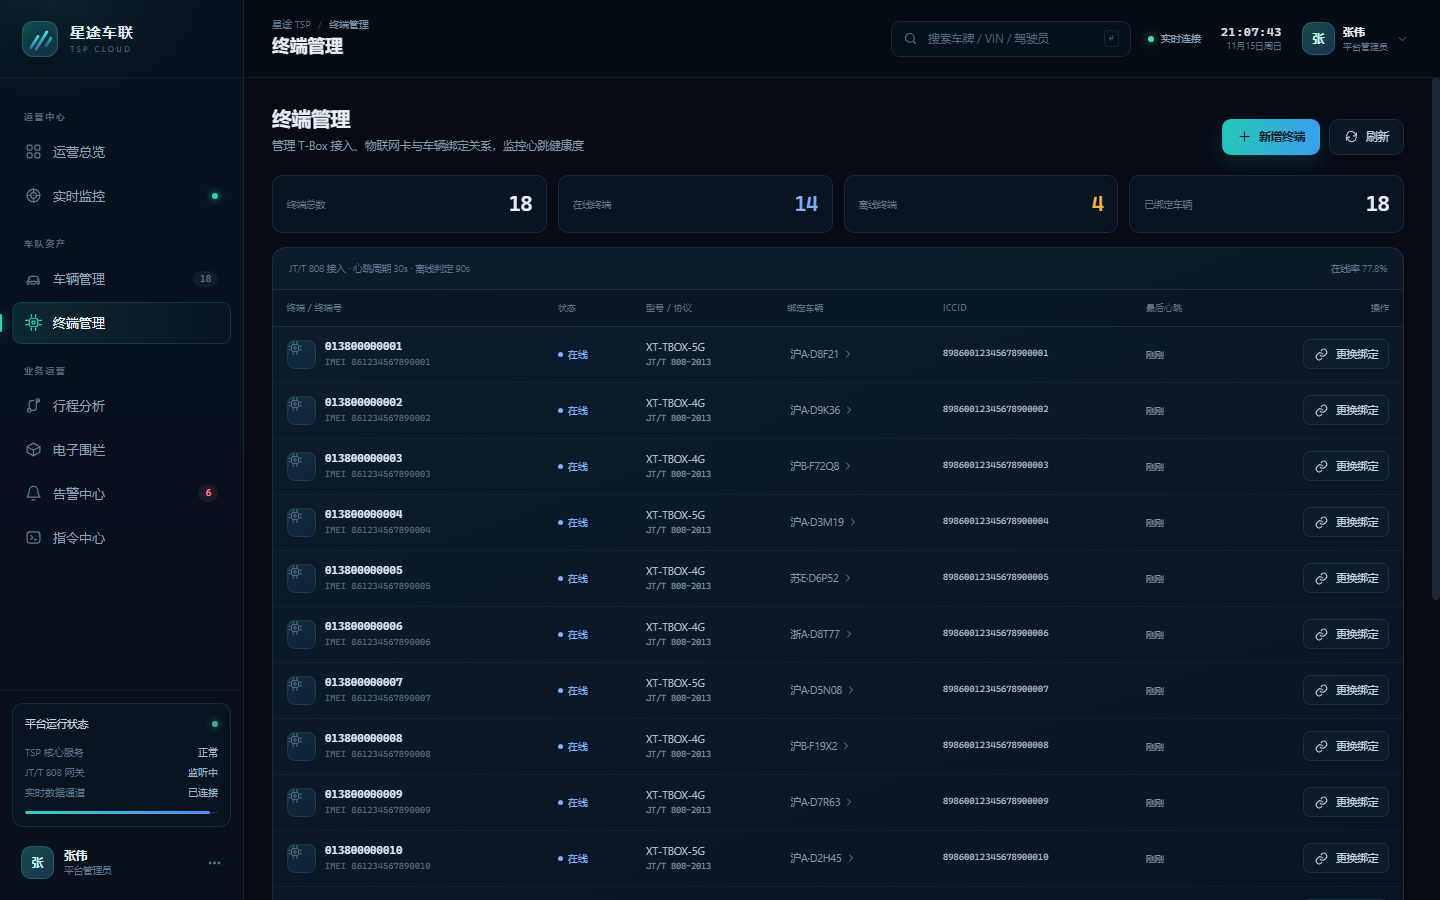 星途车联
TSP CLOUD
运营中心
运营总览
实时监控
车队资产
车辆管理 18
终端管理
业务运营
行程分析
电子围栏
告警中心 6
指令中心
平台运行状态
TSP 核心服务 正常
JT/T 808 网关 监听中
实时数据通道 已连接
张 张伟
平台管理员
星途 TSP / 终端管理
终端管理
搜索车牌 / VIN / 驾驶员
实时连接
21:07:43
11月15日周日
张 张伟
平台管理员
终端管理
管理 T-Box 接入、物联网卡与车辆绑定关系，监控心跳健康度
新增终端
刷新
终端总数 18
在线终端 14
离线终端 4
已绑定车辆 18
JT/T 808 接入 · 心跳周期 30s · 离线判定 90s 在线率 77.8%
终端 / 终端号 状态 型号 / 协议 绑定车辆 ICCID 最后心跳 操作
013800000001 在线 XT-TBOX-5G 沪A·D8F21 89860012345678900001 刚刚 更换绑定
IMEI 861234567890001 JT/T 808-2013
013800000002 在线 XT-TBOX-4G 沪A·D9K36 89860012345678900002 刚刚 更换绑定
IMEI 861234567890002 JT/T 808-2013
013800000003 在线 XT-TBOX-4G 沪B·F72Q8 89860012345678900003 刚刚 更换绑定
IMEI 861234567890003 JT/T 808-2013
013800000004 在线 XT-TBOX-5G 沪A·D3M19 89860012345678900004 刚刚 更换绑定
IMEI 861234567890004 JT/T 808-2013
013800000005 在线 XT-TBOX-4G 苏E·D6P52 89860012345678900005 刚刚 更换绑定
IMEI 861234567890005 JT/T 808-2013
013800000006 在线 XT-TBOX-4G 浙A·D8T77 89860012345678900006 刚刚 更换绑定
IMEI 861234567890006 JT/T 808-2013
013800000007 在线 XT-TBOX-5G 沪A·D5N08 89860012345678900007 刚刚 更换绑定
IMEI 861234567890007 JT/T 808-2013
013800000008 在线 XT-TBOX-4G 沪B·F19X2 89860012345678900008 刚刚 更换绑定
IMEI 861234567890008 JT/T 808-2013
013800000009 在线 XT-TBOX-4G 沪A·D7R63 89860012345678900009 刚刚 更换绑定
IMEI 861234567890009 JT/T 808-2013
013800000010 在线 XT-TBOX-5G 沪A·D2H45 89860012345678900010 刚刚 更换绑定
IMEI 861234567890010 JT/T 808-2013